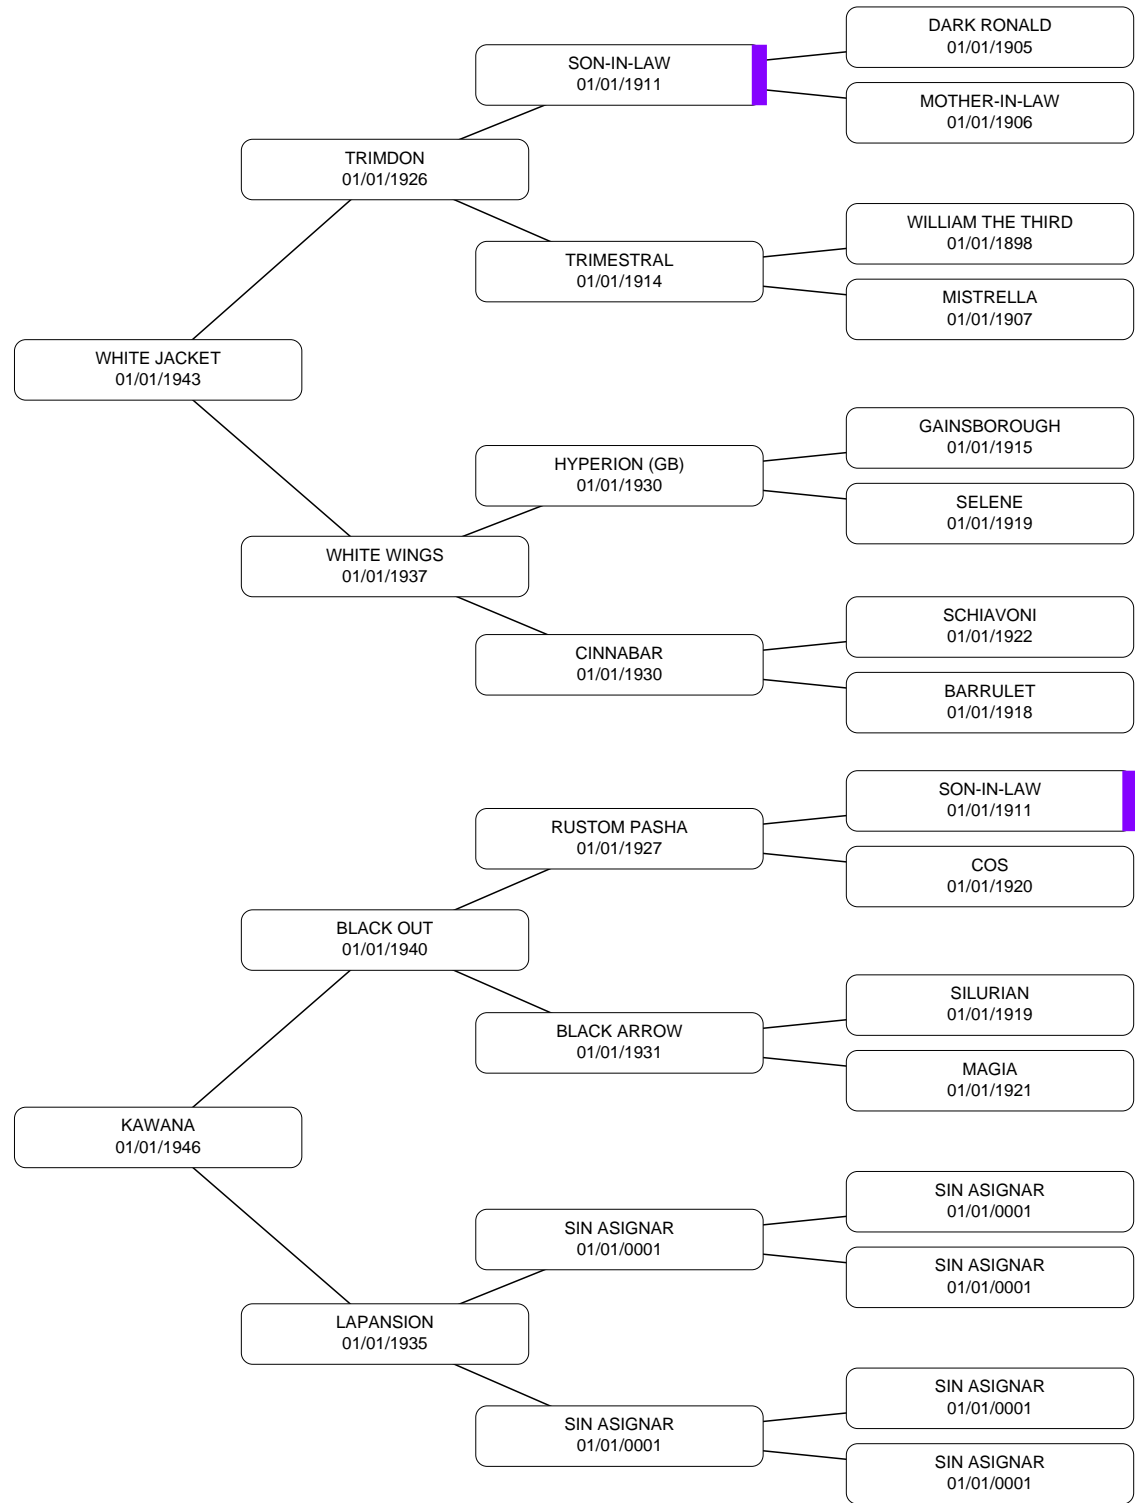 DARK RONALD
01/01/1905
SON-IN-LAW
01/01/1911
MOTHER-IN-LAW
01/01/1906
TRIMDON
01/01/1926
WILLIAM THE THIRD
01/01/1898
TRIMESTRAL
01/01/1914
MISTRELLA
01/01/1907
WHITE JACKET
01/01/1943
GAINSBOROUGH
01/01/1915
HYPERION (GB)
01/01/1930
SELENE
01/01/1919
WHITE WINGS
01/01/1937
SCHIAVONI
01/01/1922
CINNABAR
01/01/1930
BARRULET
01/01/1918
SON-IN-LAW
01/01/1911
RUSTOM PASHA
01/01/1927
COS
01/01/1920
BLACK OUT
01/01/1940
SILURIAN
01/01/1919
BLACK ARROW
01/01/1931
MAGIA
01/01/1921
KAWANA
01/01/1946
SIN ASIGNAR
01/01/0001
SIN ASIGNAR
01/01/0001
SIN ASIGNAR
01/01/0001
LAPANSION
01/01/1935
SIN ASIGNAR
01/01/0001
SIN ASIGNAR
01/01/0001
SIN ASIGNAR
01/01/0001